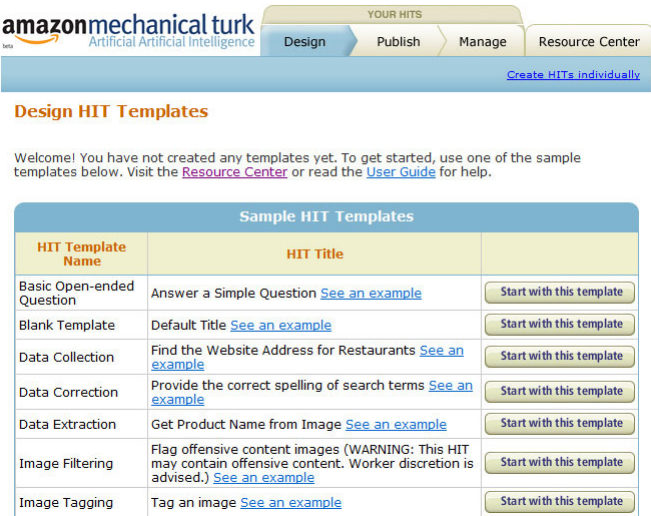 YOUR HITS
amazonmechanical turk
beta
Artificial Artificial Intelligence
Design
Publish
Manage
Resource Center
Create HITs individually
Design HIT Templates
Welcome! You have not created any templates yet. To get started, use one of the sample
templates below. Visit the Resource Center or read the User Guide for help.
Sample HIT Templates
HIT Template
Name
HIT Title
Basic Open-ended
Question
Answer a Simple Question See an example
Start with this template
Blank Template
Default Title See an example
Start with this template
Data Collection
Find the Website Address for Restaurants See an
example
Start with this template
Data Correction
Provide the correct spelling of search terms See an
example
Start with this template
Data Extraction
Get Product Name from Image See an example
Start with this template
Image Filtering
Flag offensive content images (WARNING: This HIT
may contain offensive content. Worker discretion is
advised.) See an example
Start with this template
Image Tagging
Tag an image See an example
Start with this template